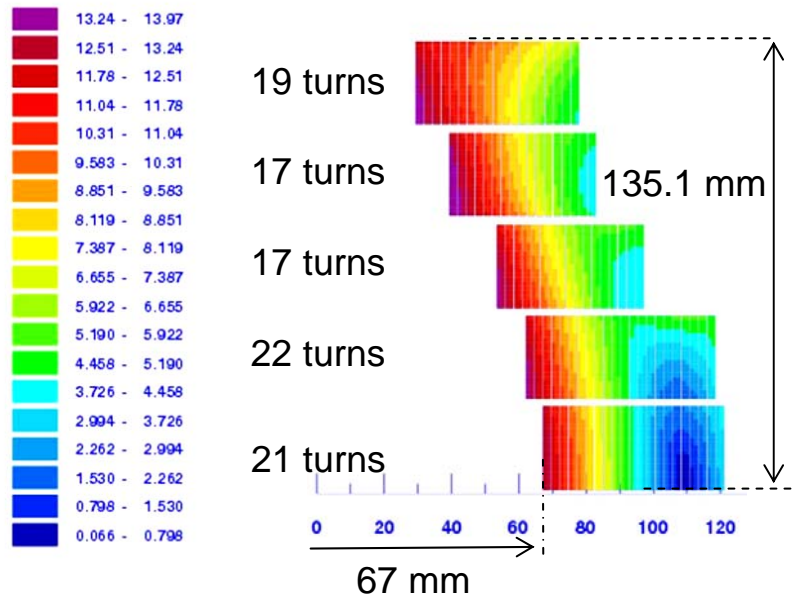 13.24 - 13.97
12.51 - 13.24
11.78 - 12.51
11.04 - 11.78
10.31 - 11.04
9.583 - 10.31
8.851 - 9.583
8.119 - 8.851
7.387 - 8.119
6.655 - 7.387
5.922 - 6.655
5.190 - 5.922
4.458 - 5.190
3.726 - 4.458
2.994 - 3.726
2.262 - 2.994
1.530 - 2.262
0.798 - 1.530
0.066 - 0.798
19 turns
17 turns
135.1 mm
17 turns
22 turns
21 turns
0 20 40 60 80 100 120
67 mm